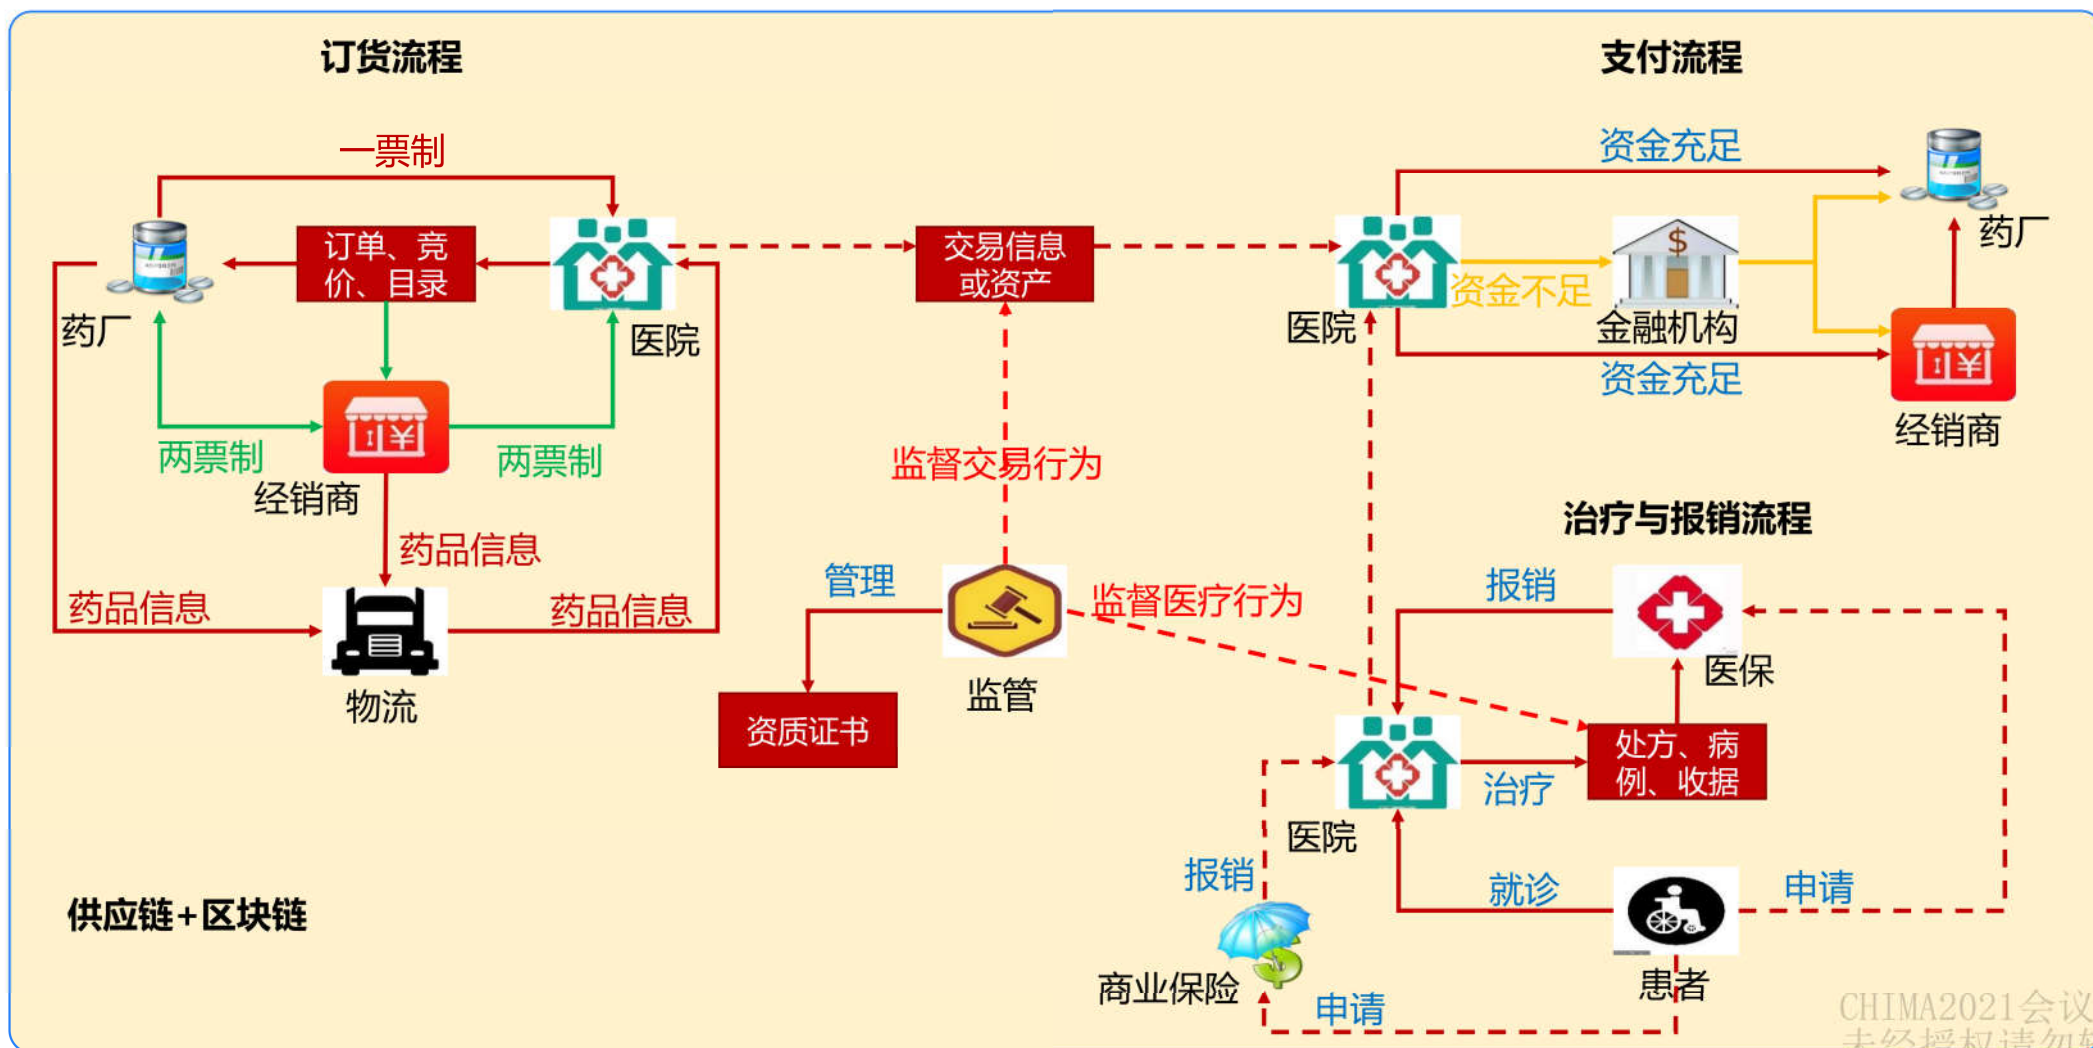 订货流程
支付流程
一票制
订单、竞
价、目录
药厂
医院
两票制
两票制
经销商
药品信息
药品信息
药品信息
物流
交易信息
或资产
监督交易行为
管理
监督医疗行为
监管
资质证书
资金充足
药厂
资金不足
医院
金融机构
资金充足
经销商
治疗与报销流程
报销
医保
处方、病
例、收据
治疗
医院
报销
就诊
申请
商业保险
申请
患者
供应链+区块链
CHIMA2021会议
未经授权请勿